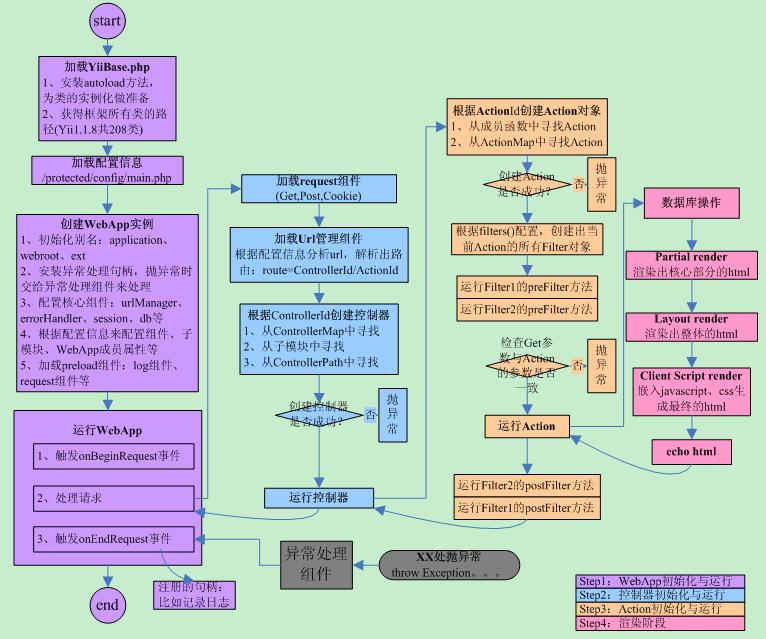 start
加载YiiBase.php
1、安装autoload方法，
为类的实例化做准备
2、获得框架所有类的路
径(Yii1.1.8共208类)
加载配置信息
/protected/config/main.php
创建WebApp实例
1、初始化别名：application、
webroot、ext
2、安装异常处理句柄，抛异常时
交给异常处理组件来处理
3、配置核心组件：urlManager、
errorHandler、session、db等
4、根据配置信息来配置组件、子
模块、WebApp成员属性等
5、加载preload组件：log组件、
request组件等
运行WebApp
1、触发onBeginRequest事件
2、处理请求
3、触发onEndRequest事件
注册的句柄：
比如记录日志
end
加载request组件
(Get,Post,Cookie)
加载Url管理组件
根据配置信息分析url，解析出路
由：route=ControllerId/ActionId
根据ControllerId创建控制器
1、从ControllerMap中寻找
2、从子模块中寻找
3、从ControllerPath中寻找
创建控制器
是否成功？
否
抛
异
常
运行控制器
异常处理
组件
XX处抛异常
throw Exception。。。
根据ActionId创建Action对象
1、从成员函数中寻找Action
2、从ActionMap中寻找Action
创建Action
是否成功？
否
抛
异
常
根据filters()配置，创建出当
前Action的所有Filter对象
运行Filter1的preFilter方法
运行Filter2的preFilter方法
检查Get参
数与Action
的参数是否
一致
否
抛
异
常
运行Action
运行Filter2的postFilter方法
运行Filter1的postFilter方法
数据库操作
Partial render
渲染出核心部分的html
Layout render
渲染出整体的html
Client Script render
嵌入javascript、css生
成最终的html
echo html
Step1：WebApp初始化与运行
Step2：控制器初始化与运行
Step3：Action初始化与运行
Step4：渲染阶段